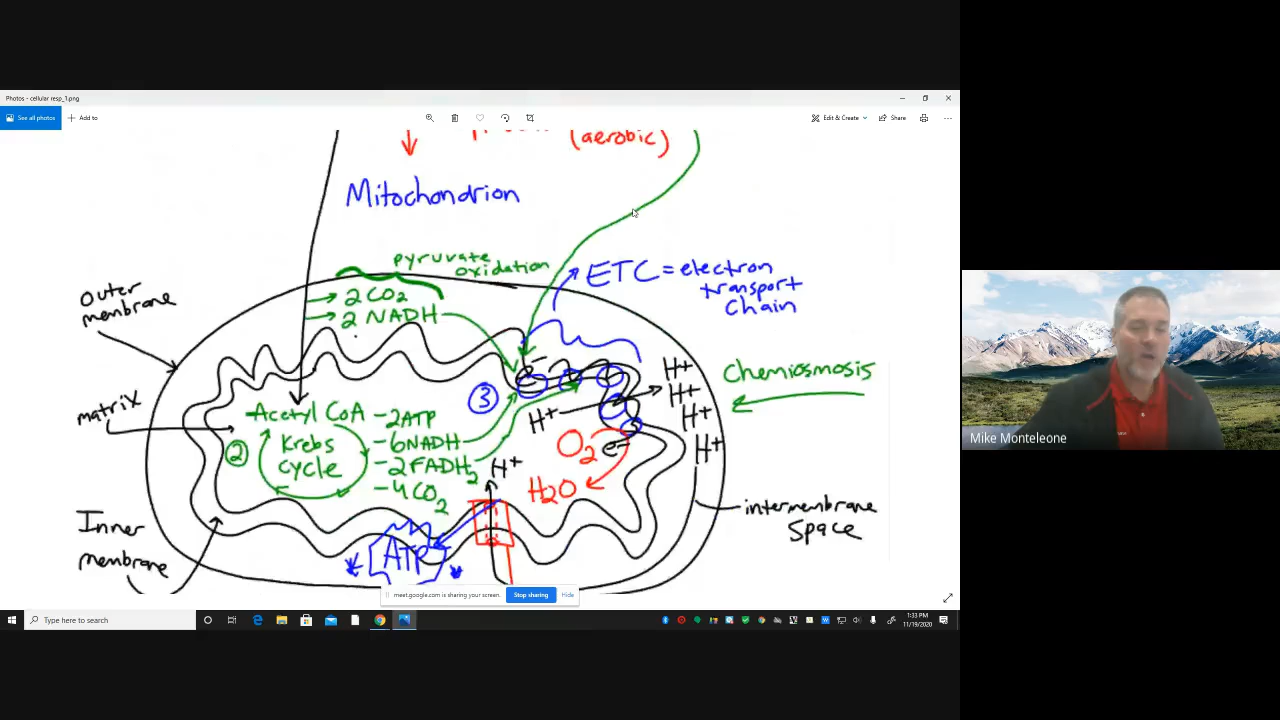 Photos - cellular resp_1.png
See all photos
Add to
Edit & Create
Share
(aerobic)
Mitochondrion
pyruvate
oxidation
ETC = electron
transport
chain
Outer
membrane
2 CO2
2 NADH
e-
H+
H+
H+
H+
Chemiosmosis
matrix
3
H+
Acetyl CoA
-2ATP
2
Krebs
cycle
-6NADH
-2FADH2
-4CO2
O2
e-
H+
H2O
intermembrane
Space
Inner
membrane
ATP
Mike Monteleone
meet.google.com is sharing your screen.
Stop sharing
Hide
Type here to search
1:33 PM
11/19/2020